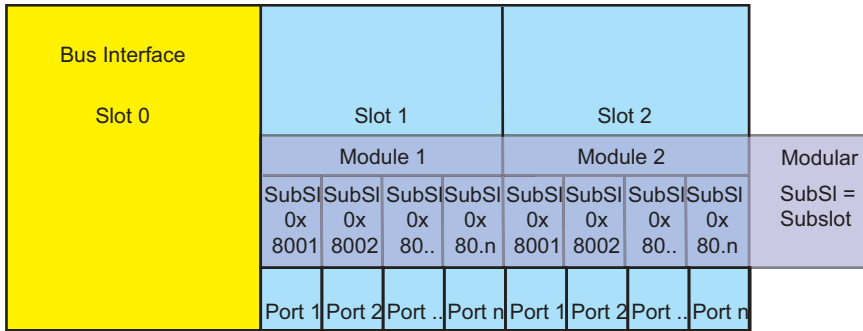 Bus Interface
Slot 0 Slot 1 Slot 2
Module 1 Module 2 Modular
SubSl SubSl SubSl SubSl SubSl SubSl SubSl SubSl SubSl =
0x 0x 0x 0x 0x 0x 0x 0x Subslot
8001 8002 80.. 80.n 8001 8002 80.. 80.n
Port 1 Port 2 Port .. Port n Port 1 Port 2 Port .. Port n